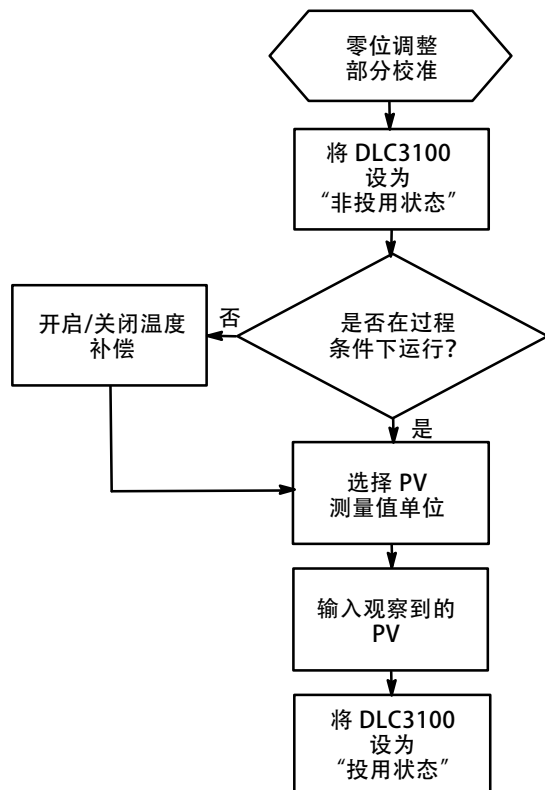 零位调整
部分校准
将 DLC3100
设为
“非投用状态”
是否在过程
条件下运行？
否
开启/关闭温度
补偿
是
选择 PV
测量值单位
输入观察到的
PV
将 DLC3100
设为
“投用状态”